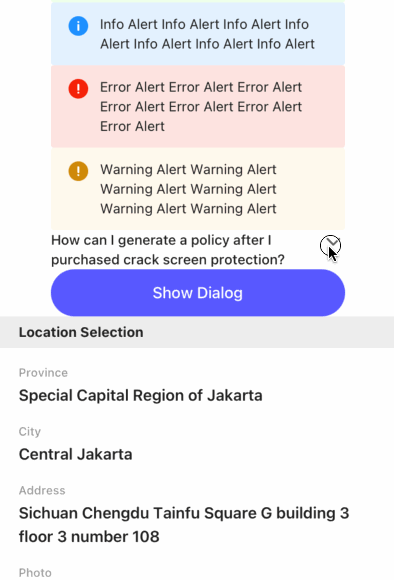 Info Alert Info Alert Info Alert Info
Alert Info Alert Info Alert Info Alert
Error Alert Error Alert Error Alert
Error Alert Error Alert Error Alert
Error Alert
Warning Alert Warning Alert
Warning Alert Warning Alert
Warning Alert Warning Alert
How can I generate a policy after I
purchased crack screen protection?
Show Dialog
Location Selection
Province
Special Capital Region of Jakarta
City
Central Jakarta
Address
Sichuan Chengdu Tainfu Square G building 3
floor 3 number 108
Photo